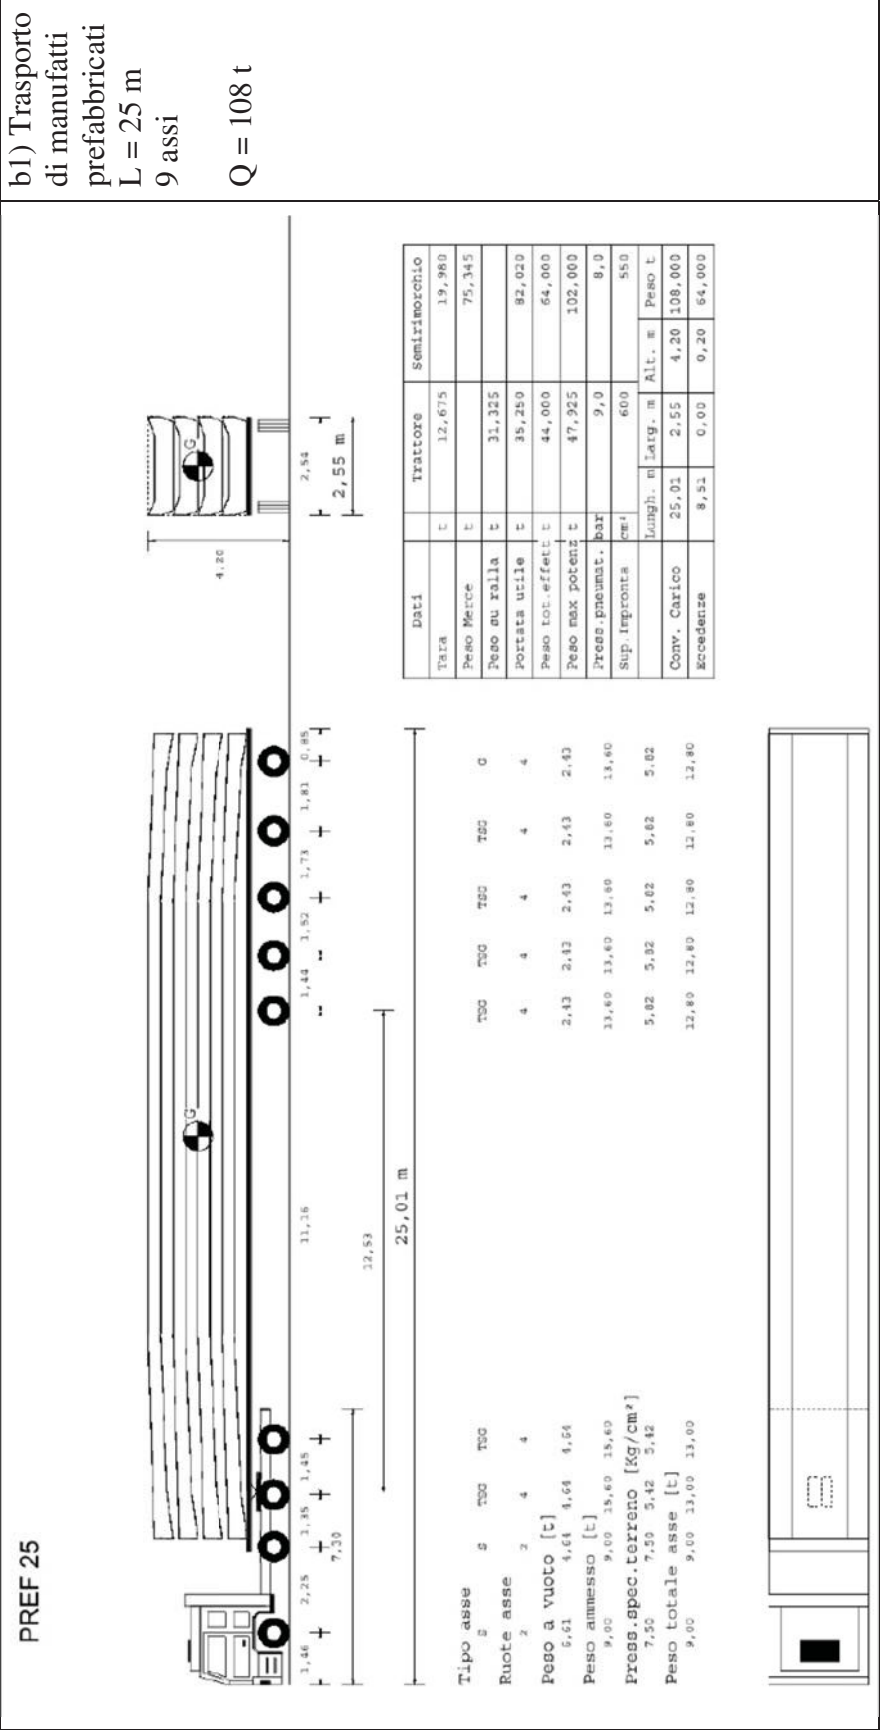 b1) Trasporto
di manufatti
prefabbricati
L = 25 m
9 assi
Q = 108 t
PREF 25
G
G
4.20
2,54
2,55 m
1,46
2,25
1,35
1,45
11,16
1,44
1,52
1,73
1,81
0,85
7,30
12,53
25,01 m
Tipo asse
S S TSG TSG TSG TSG TSG TSG G
Ruote asse
2 2 4 4 4 4 4 4 4
Peso a vuoto [t]
4,64 4,64 4,64 2,43 2,43 2,43 2,43 2,43
Peso ammesso [t]
9,00 9,00 15,60 15,60 13,60 13,60 13,60 13,60 13,60
Press.spec.terreno [Kg/cm²]
7,50 7,50 5,42 5,42 5,82 5,82 5,82 5,82 5.82
Peso totale asse [t]
9,00 9,00 13,00 13,00 12,80 12,80 12,80 12,80 12,80
Dati Trattore Semirimorchio
Tara t 12,675 19,980
Peso Merce t 75,345
Peso su ralla t 31,325
Portata utile t 35,250 82,020
Peso tot.effett t 44,000 64,000
Peso max potenz t 47,925 102,000
Press.pneumat. bar 9,0 8,0
Sup.Impronta cm² 600 550
Lungh. m Larg. m Alt. m Peso t
Conv. Carico 25,01 2,55 4,20 108,000
Eccedenze 8,51 0,00 0,20 64,000